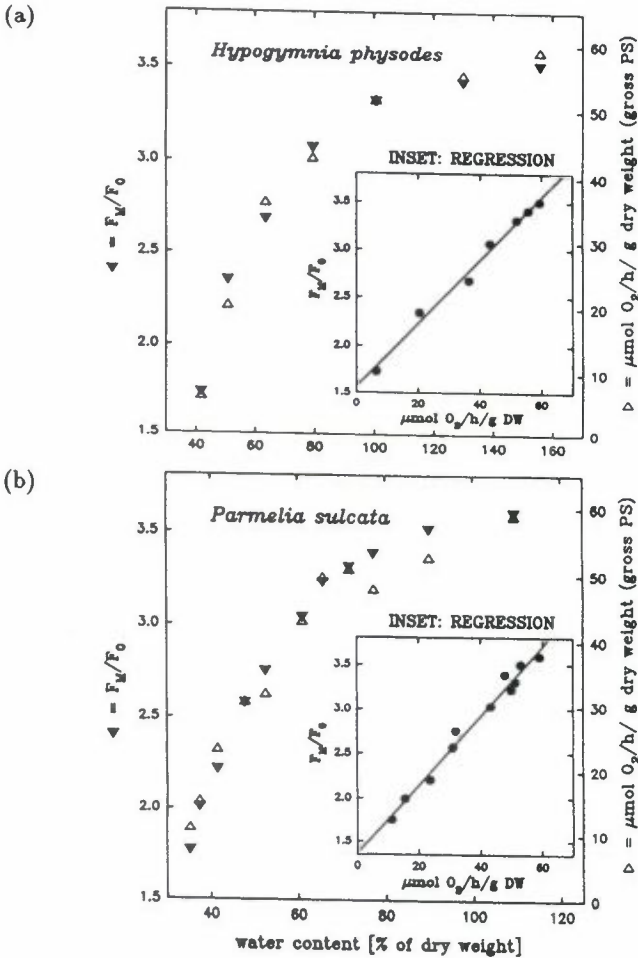 (a)
Hypogymnia physodes
▼ = F_M/F_0
3.5
3.0
2.5
2.0
1.5
60
50
40
30
20
10
0
△ = μmol O_2/h/ g dry weight (gross PS)
INSET: REGRESSION
F_M/F_0
3.5
3.0
2.5
2.0
1.5
0 20 40 60
μmol O_2/h/g DW
40 60 80 100 120 140 160
(b)
Parmelia sulcata
▼ = F_M/F_0
3.5
3.0
2.5
2.0
1.5
60
50
40
30
20
10
0
△ = μmol O_2/h/ g dry weight (gross PS)
INSET: REGRESSION
F_M/F_0
3.5
3.0
2.5
2.0
1.5
0 20 40 60
μmol O_2/h/g DW
40 60 80 100 120
water content [% of dry weight]